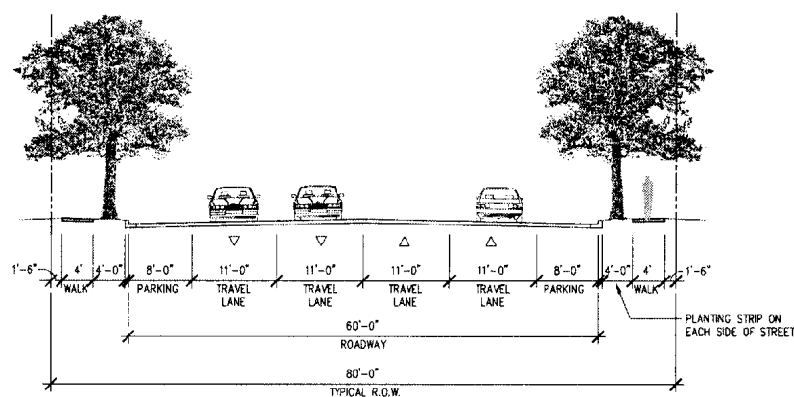 1'-6" 4' 4'-0" 8'-0" 11'-0" 11'-0" 11'-0" 11'-0" 8'-0" 4'-0" 4' 1'-6"
WALK PARKING TRAVEL TRAVEL TRAVEL TRAVEL PARKING WALK
LANE LANE LANE LANE
PLANTING STRIP ON
EACH SIDE OF STREET
60'-0"
ROADWAY
80'-0"
TYPICAL R.O.W.